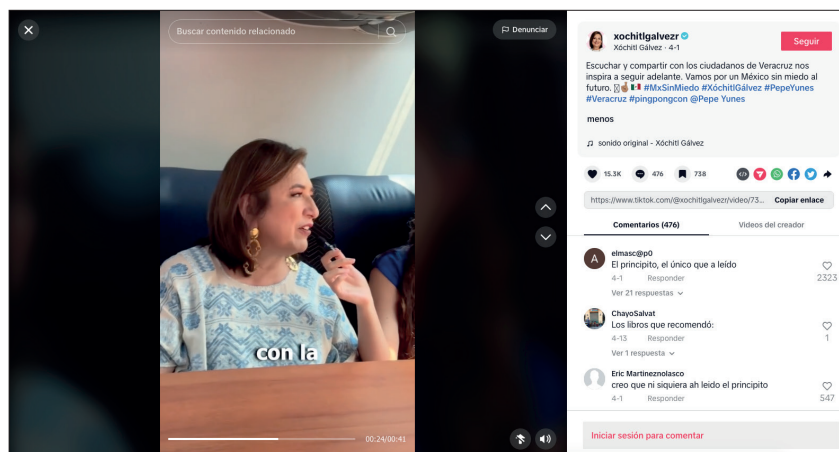 Buscar contenido relacionado
Denunciar
con la
00:24/00:41
xochitlgalvezr
Xóchitl Gálvez · 4-1
Seguir
Escuchar y compartir con los ciudadanos de Veracruz nos
inspira a seguir adelante. Vamos por un México sin miedo al
futuro. #MxSinMiedo #XóchitlGálvez #PepeYunes
#Veracruz #pingpongcon @Pepe Yunes
menos
sonido original - Xóchitl Gálvez
15.3K
476
738
https://www.tiktok.com/@xochitlgalvezr/video/73...
Copiar enlace
Comentarios (476)
Videos del creador
A
elmasc@p0
El principito, el único que a leído
4-1 Responder
2323
Ver 21 respuestas
ChayoSalvat
Los libros que recomendó:
4-13 Responder
1
Ver 1 respuesta
Eric Martineznolasco
creo que ni siquiera ah leido el principito
4-1 Responder
547
Iniciar sesión para comentar